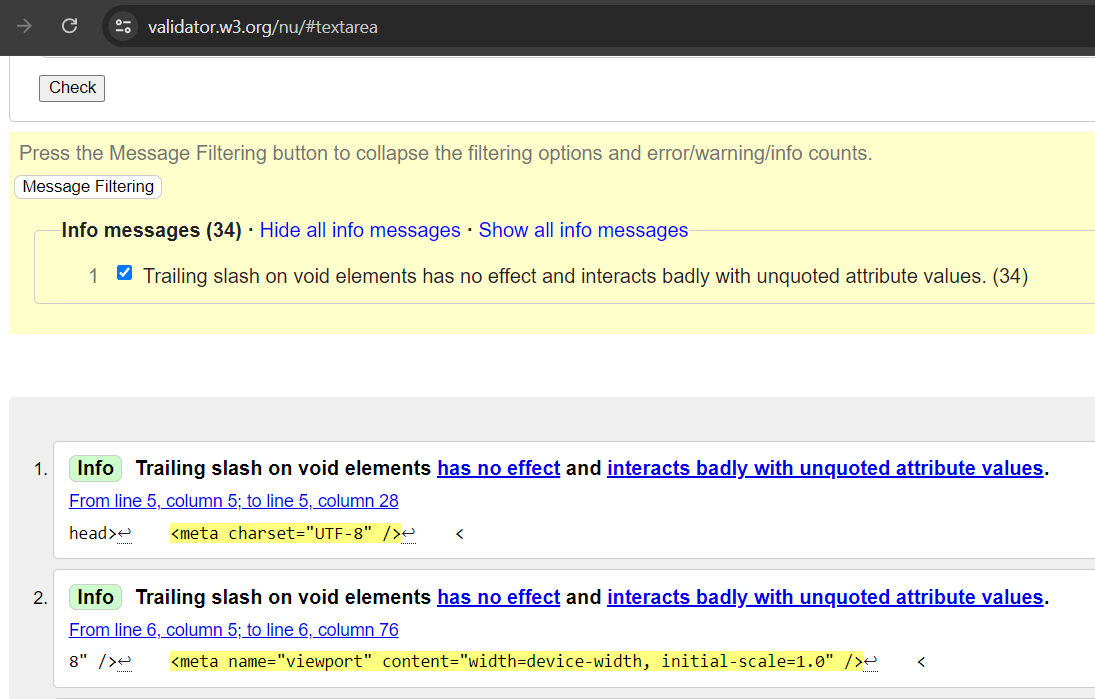 validator.w3.org/nu/#textarea
Check
Press the Message Filtering button to collapse the filtering options and error/warning/info counts.
Message Filtering
Info messages (34) · Hide all info messages · Show all info messages
1 Trailing slash on void elements has no effect and interacts badly with unquoted attribute values. (34)
1. Info Trailing slash on void elements has no effect and interacts badly with unquoted attribute values.
From line 5, column 5; to line 5, column 28
head>↩ <meta charset="UTF-8" />↩ <
2. Info Trailing slash on void elements has no effect and interacts badly with unquoted attribute values.
From line 6, column 5; to line 6, column 76
8" />↩ <meta name="viewport" content="width=device-width, initial-scale=1.0" />↩ <